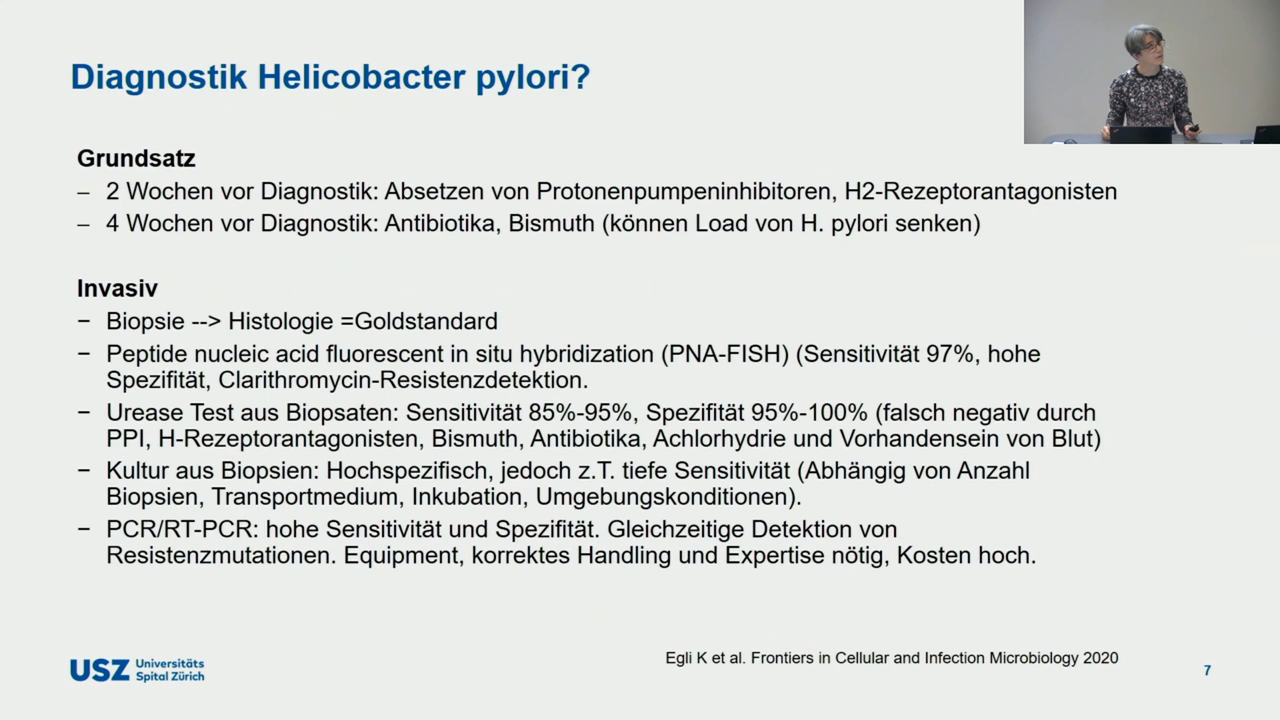 Diagnostik Helicobacter pylori?
Grundsatz
– 2 Wochen vor Diagnostik: Absetzen von Protonenpumpeninhibitoren, H2-Rezeptorantagonisten
– 4 Wochen vor Diagnostik: Antibiotika, Bismuth (können Load von H. pylori senken)
Invasiv
− Biopsie --> Histologie =Goldstandard
− Peptide nucleic acid fluorescent in situ hybridization (PNA-FISH) (Sensitivität 97%, hohe
Spezifität, Clarithromycin-Resistenzdetektion.
− Urease Test aus Biopsaten: Sensitivität 85%-95%, Spezifität 95%-100% (falsch negativ durch
PPI, H-Rezeptorantagonisten, Bismuth, Antibiotika, Achlorhydrie und Vorhandensein von Blut)
− Kultur aus Biopsien: Hochspezifisch, jedoch z.T. tiefe Sensitivität (Abhängig von Anzahl
Biopsien, Transportmedium, Inkubation, Umgebungskonditionen).
− PCR/RT-PCR: hohe Sensitivität und Spezifität. Gleichzeitige Detektion von
Resistenzmutationen. Equipment, korrektes Handling und Expertise nötig, Kosten hoch.
Egli K et al. Frontiers in Cellular and Infection Microbiology 2020
USZ Universitäts
Spital Zürich
7